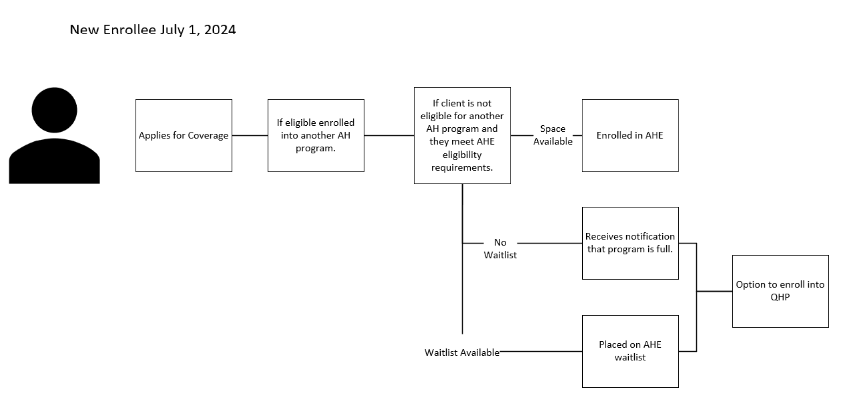 New Enrollee July 1, 2024
Applies for Coverage
If eligible enrolled
into another AH
program.
If client is not
eligible for another
AH program and
they meet AHE
eligibility
requirements.
Space
Available
Enrolled in AHE
No
Waitlist
Receives notification
that program is full.
Option to enroll into
QHP
Waitlist Available
Placed on AHE
waitlist